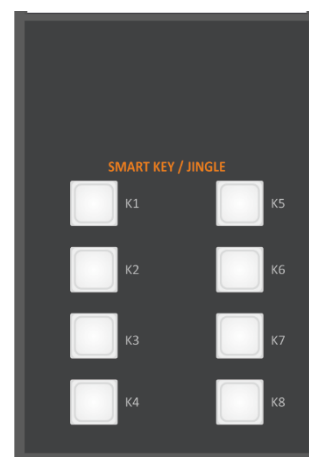 SMART KEY / JINGLE
K1 K5
K2 K6
K3 K7
K4 K8